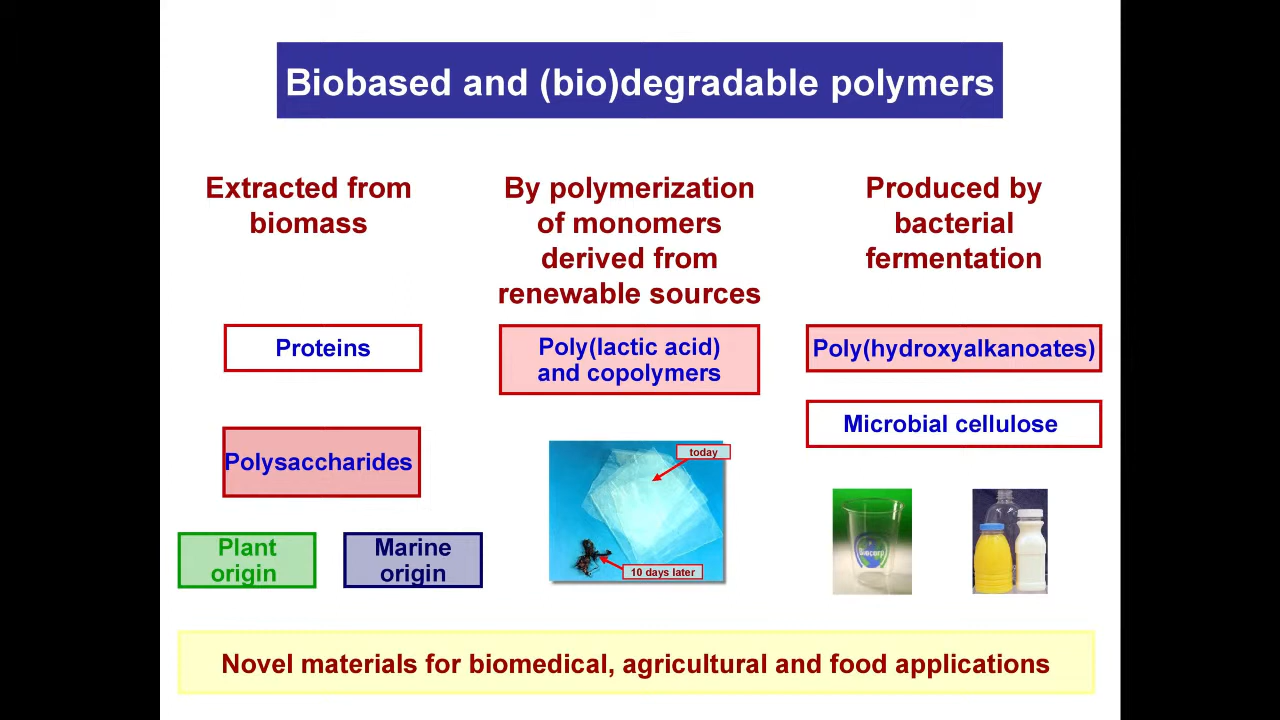 Biobased and (bio)degradable polymers
Extracted from
biomass
By polymerization
of monomers
derived from
renewable sources
Produced by
bacterial
fermentation
Proteins
Polysaccharides
Plant
origin
Marine
origin
Poly(lactic acid)
and copolymers
today
10 days later
Poly(hydroxyalkanoates)
Microbial cellulose
biocorp
Novel materials for biomedical, agricultural and food applications